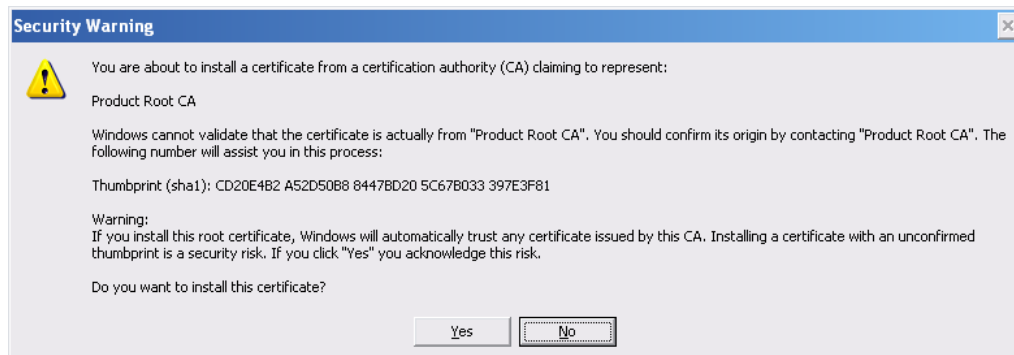 Security Warning
You are about to install a certificate from a certification authority (CA) claiming to represent:
Product Root CA
Windows cannot validate that the certificate is actually from "Product Root CA". You should confirm its origin by contacting "Product Root CA". The
following number will assist you in this process:
Thumbprint (sha1): CD20E4B2 A52D50B8 8447BD20 5C67B033 397E3F81
Warning:
If you install this root certificate, Windows will automatically trust any certificate issued by this CA. Installing a certificate with an unconfirmed
thumbprint is a security risk. If you click "Yes" you acknowledge this risk.
Do you want to install this certificate?
Yes
No